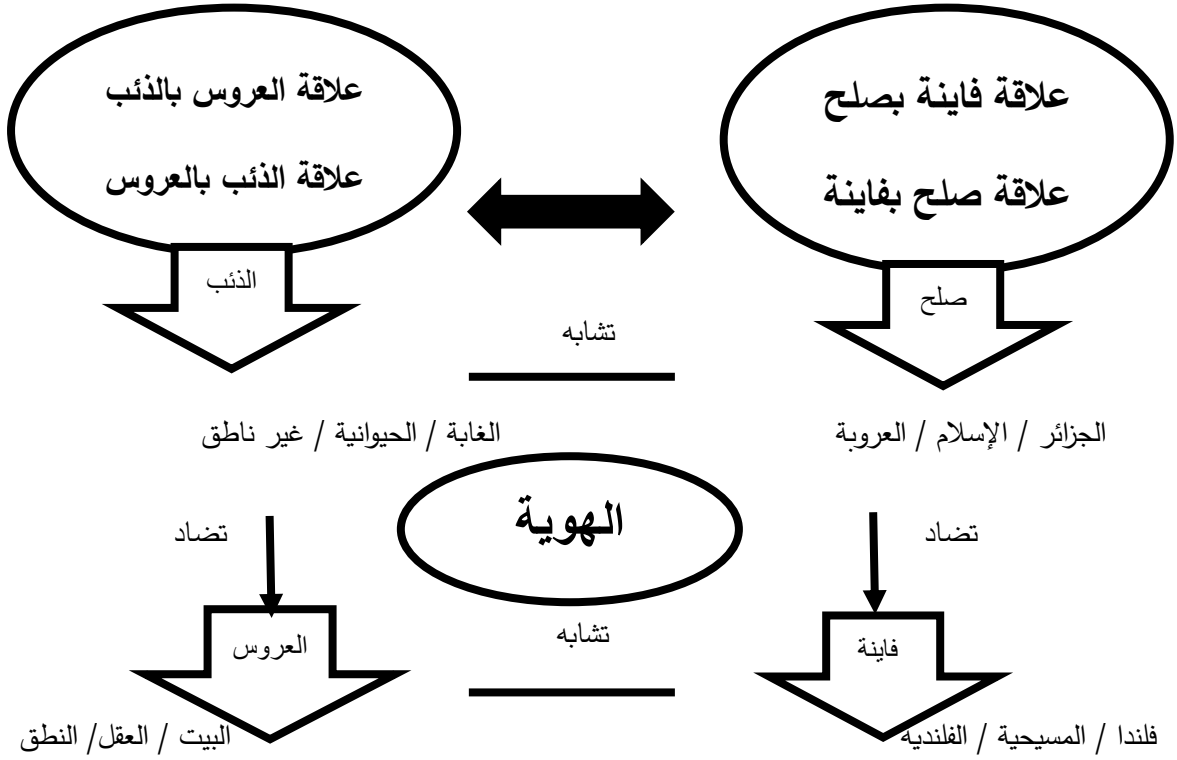 علاقة فاينة بصلح
علاقة صلح بفاينة
علاقة العروس بالذئب
علاقة الذئب بالعروس
صلح
الذئب
تشابه
الجزائر / الإسلام / العروبة
الغابة / الحيوانية / غير ناطق
الهوية
تضاد
تضاد
تشابه
فاينة
العروس
فلندا / المسيحية / الفلنديه
البيت / العقل/ النطق